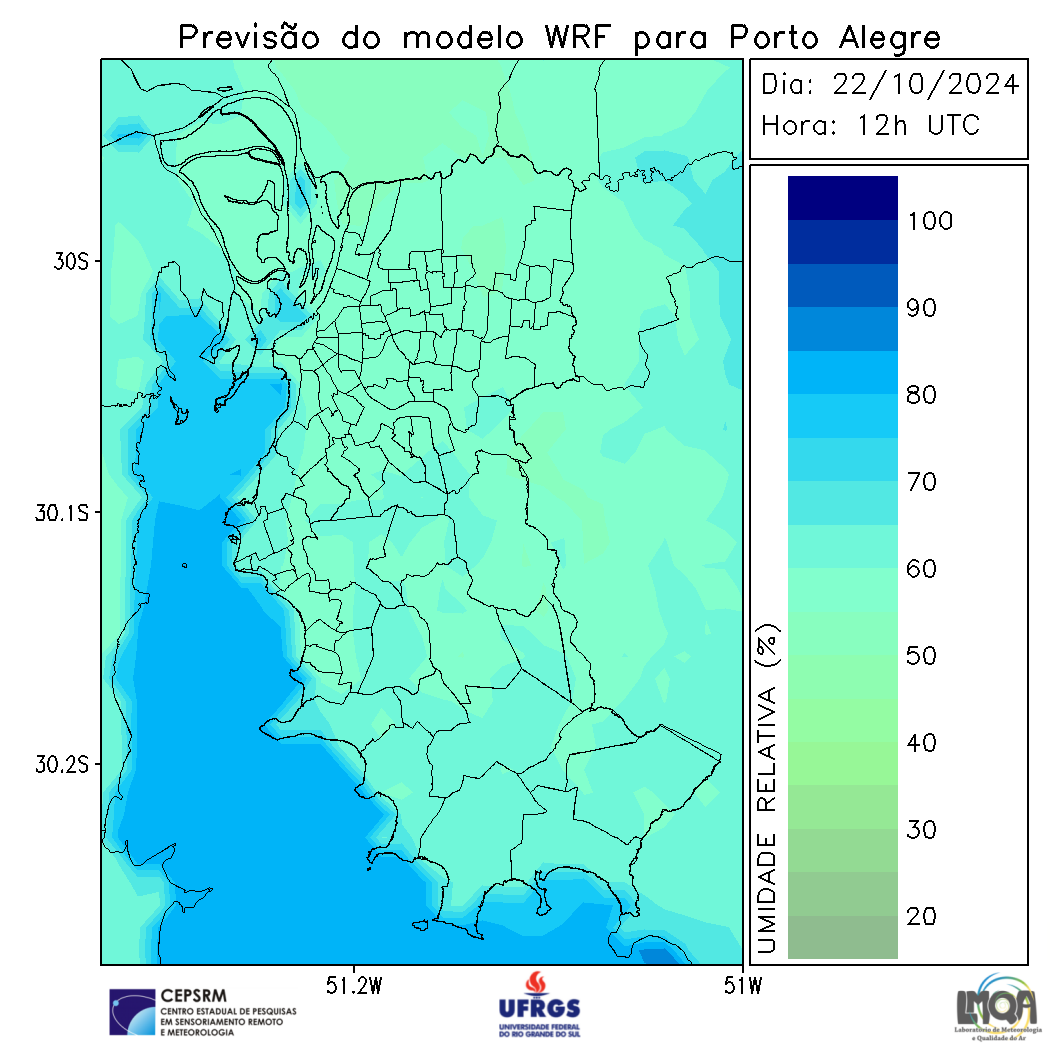 Previsão do modelo WRF para Porto Alegre
Dia: 22/10/2024
Hora: 12h UTC
30S
30.1S
30.2S
51.2W
51W
100
90
80
70
60
50
40
30
20
UMIDADE RELATIVA (%)
CEPSRM
CENTRO ESTADUAL DE PESQUISAS
EM SENSORIAMENTO REMOTO
E METEOROLOGIA
UFRGS
UNIVERSIDADE FEDERAL
DO RIO GRANDE DO SUL
LMQA
Laboratório de Meteorologia
e Qualidade do Ar